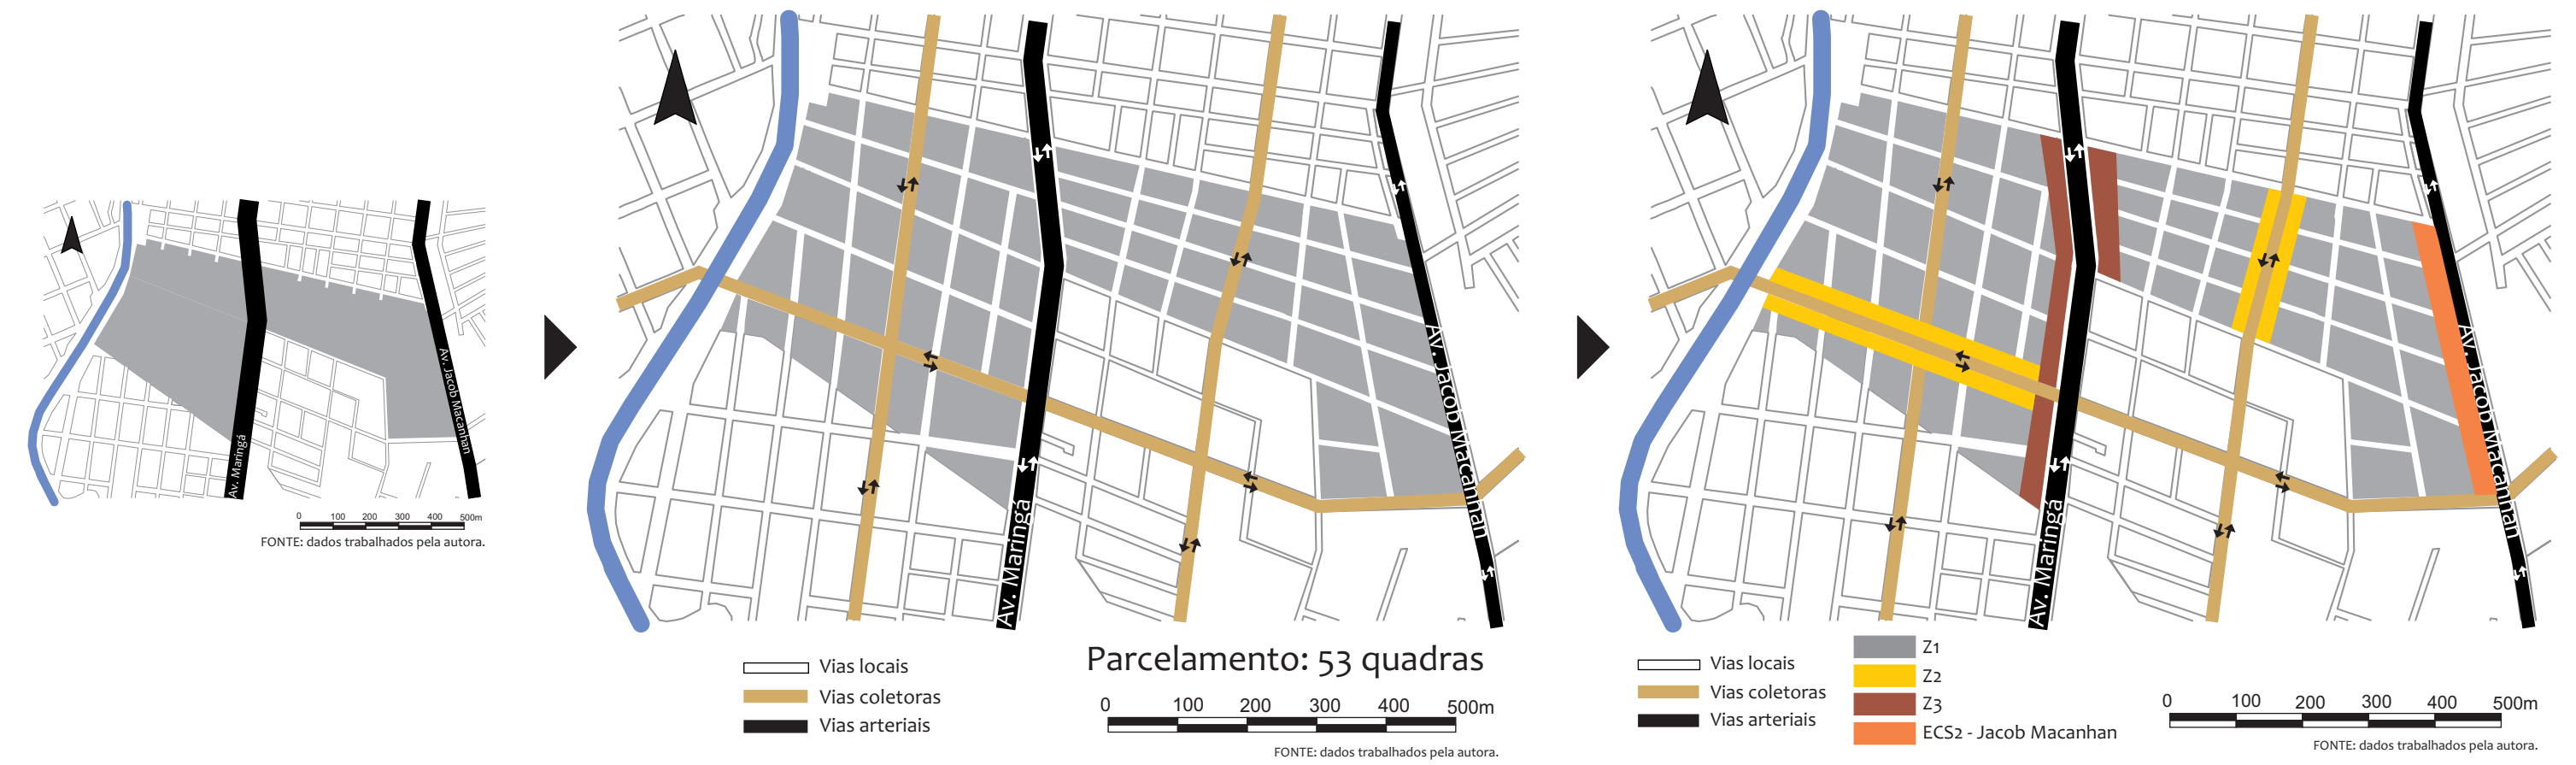 Av. Maringá
Av. Jacob Macanhan
0 100 200 300 400 500m
FONTE: dados trabalhados pela autora.
Av. Maringá
Av. Jacob Macanhan
Vias locais
Vias coletoras
Vias arteriais
Parcelamento: 53 quadras
0 100 200 300 400 500m
FONTE: dados trabalhados pela autora.
Av. Maringá
Av. Jacob Macanhan
Vias locais
Vias coletoras
Vias arteriais
Z1
Z2
Z3
ECS2 - Jacob Macanhan
0 100 200 300 400 500m
FONTE: dados trabalhados pela autora.